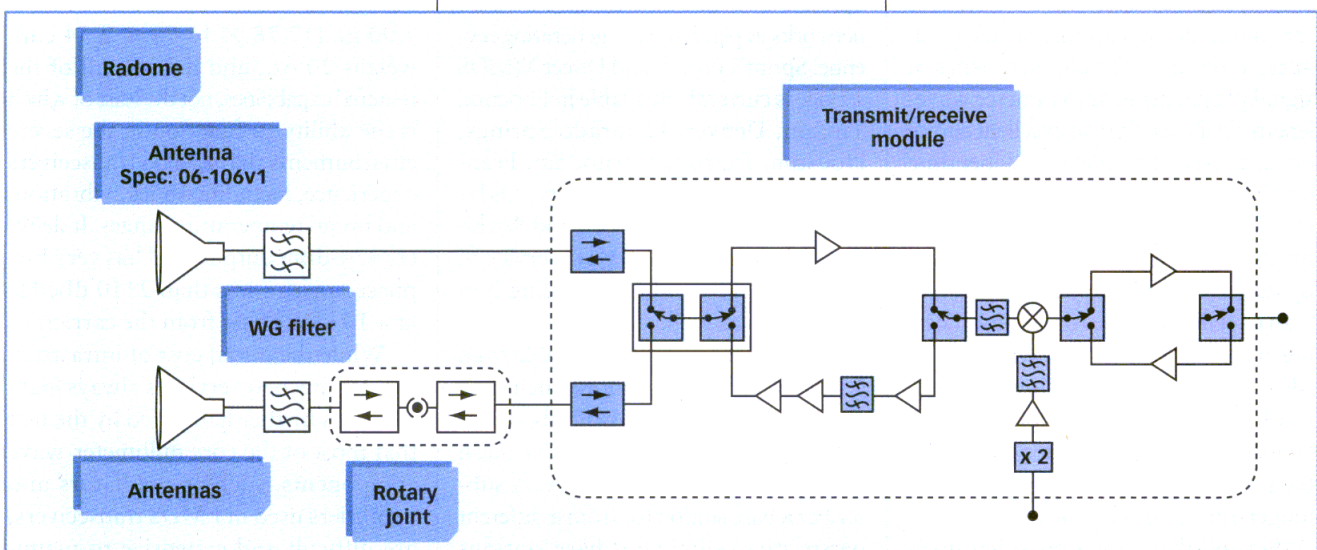 Radome
Antenna
Spec: 06-106v1
Transmit/receive
module
WG filter
Antennas
Rotary
joint
x 2